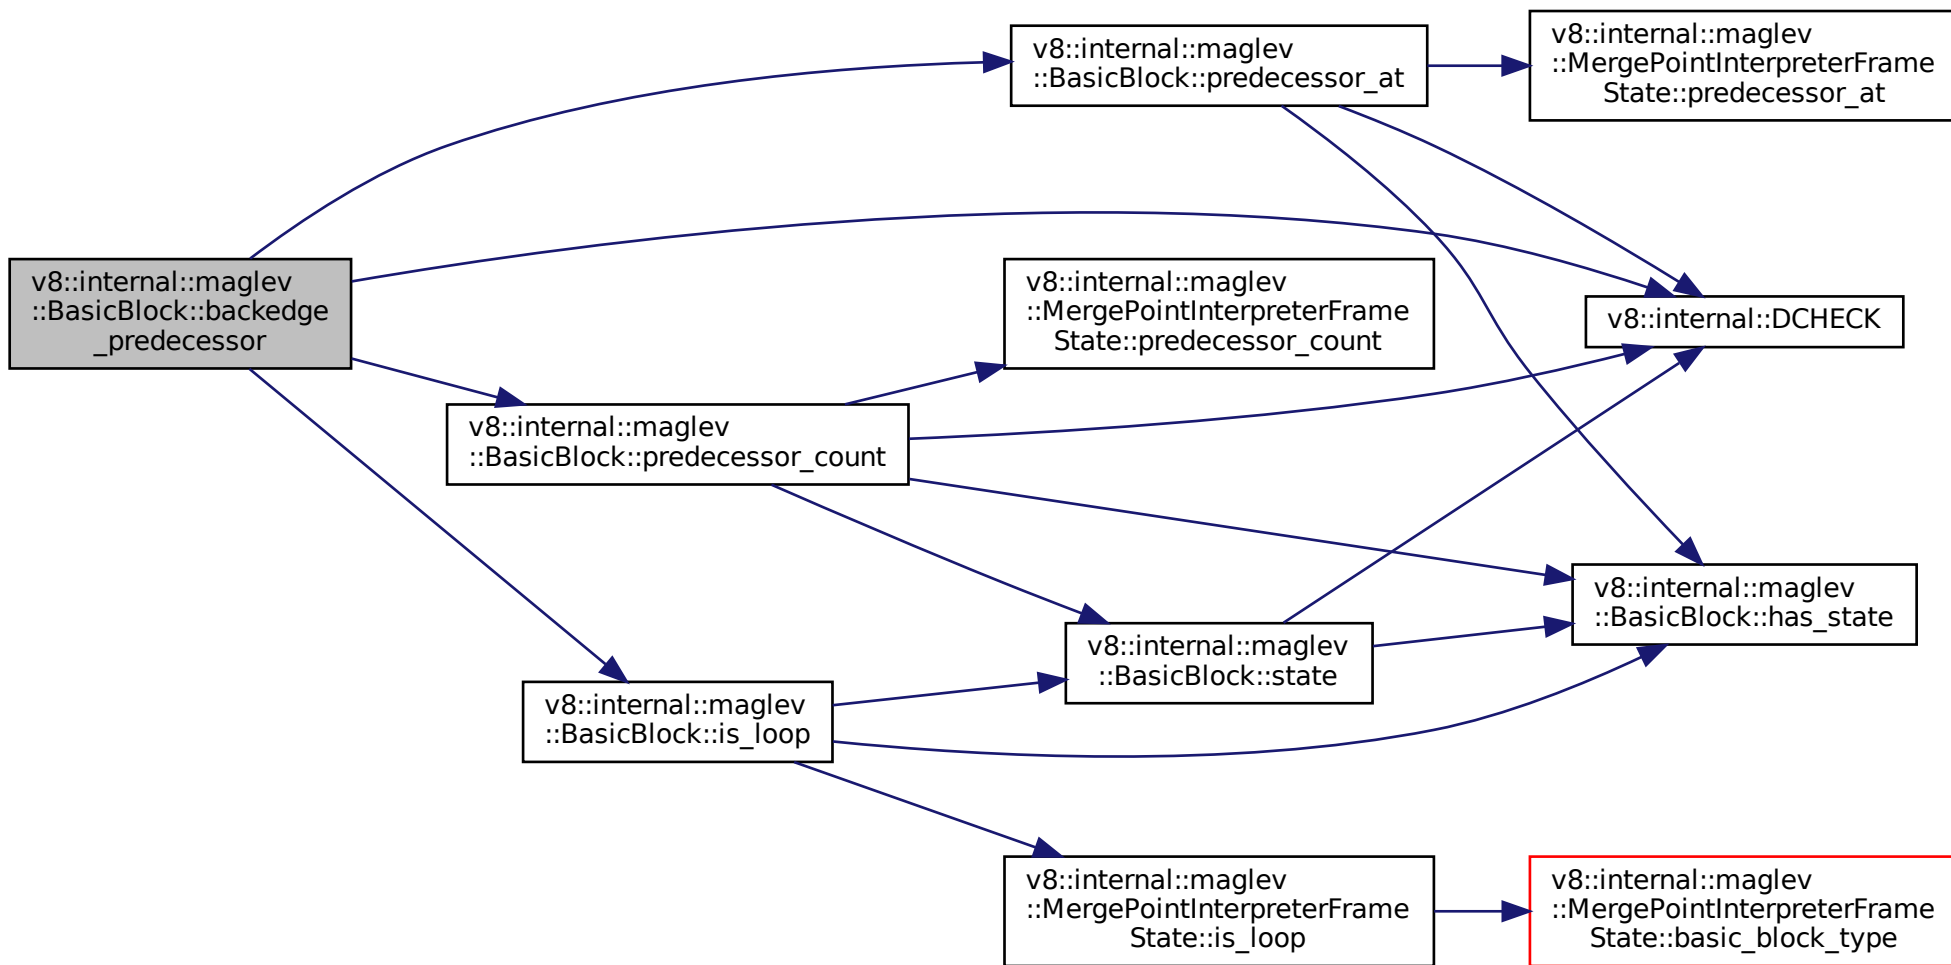 v8::internal::maglev
::BasicBlock::backedge
_predecessor
v8::internal::maglev
::BasicBlock::predecessor_at
v8::internal::maglev
::MergePointInterpreterFrame
State::predecessor_at
v8::internal::DCHECK
v8::internal::maglev
::BasicBlock::has_state
v8::internal::maglev
::BasicBlock::predecessor_count
v8::internal::maglev
::MergePointInterpreterFrame
State::predecessor_count
v8::internal::maglev
::BasicBlock::state
v8::internal::maglev
::BasicBlock::is_loop
v8::internal::maglev
::MergePointInterpreterFrame
State::is_loop
v8::internal::maglev
::MergePointInterpreterFrame
State::basic_block_type